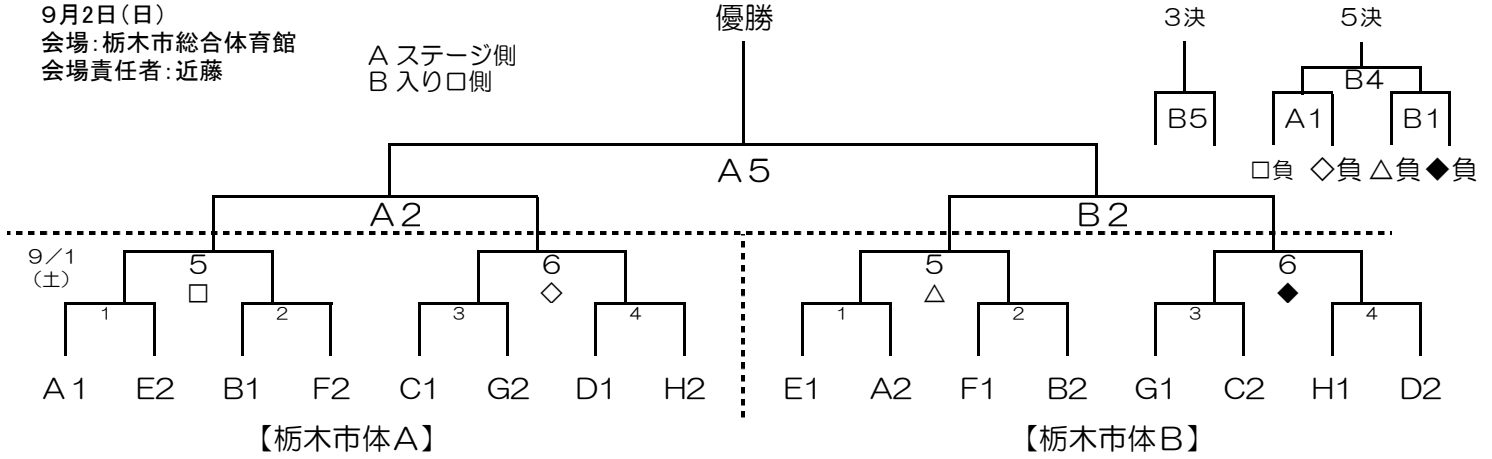 9月2日(日)
会場:栃木市総合体育館
会場責任者:近藤
A ステージ側
B 入り口側
優勝
3決
5決
B4
B5
A1
B1
□負 ◇負 △負 ◆負
A5
A2
B2
9/1
(土)
5
□
6
◇
5
△
6
◆
1
2
3
4
1
2
3
4
A1 E2 B1 F2 C1 G2 D1 H2 E1 A2 F1 B2 G1 C2 H1 D2
【栃木市体A】
【栃木市体B】